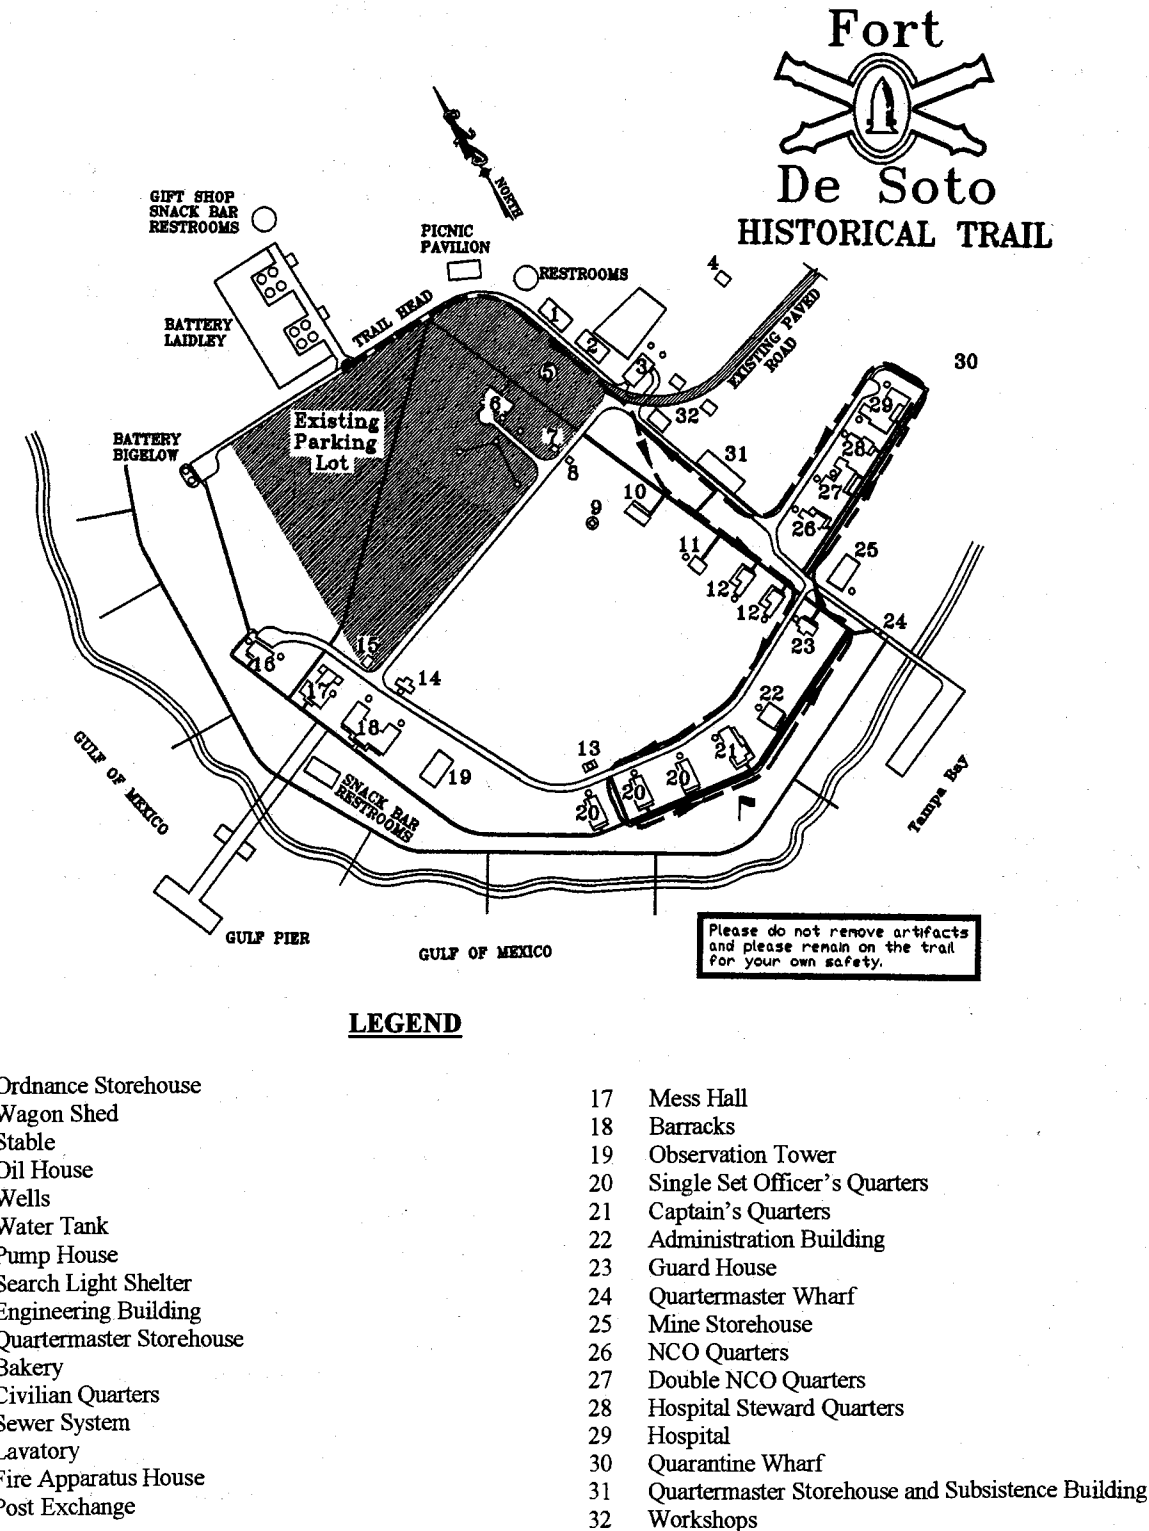 Fort
De Soto
HISTORICAL TRAIL
NORTH
GIFT SHOP
SNACK BAR
RESTROOMS
PICNIC
PAVILION
RESTROOMS
BATTERY
LAIDLEY
TRAIL HEAD
EXISTING PAVED
ROAD
Existing
Parking
Lot
BATTERY
BIGELOW
1
2
3
4
5
6
7
8
9
10
11
12
12
13
14
15
16
17
18
19
20
20
20
21
22
23
24
25
26
27
28
29
30
31
32
GULF OF MEXICO
SNACK BAR
RESTROOMS
Tampa Bay
GULF PIER
GULF OF MEXICO
Please do not remove artifacts
and please remain on the trail
for your own safety.
LEGEND
Ordnance Storehouse
Wagon Shed
Stable
Oil House
Wells
Water Tank
Pump House
Search Light Shelter
Engineering Building
Quartermaster Storehouse
Bakery
Civilian Quarters
Sewer System
Lavatory
Fire Apparatus House
Post Exchange
17 Mess Hall
18 Barracks
19 Observation Tower
20 Single Set Officer's Quarters
21 Captain's Quarters
22 Administration Building
23 Guard House
24 Quartermaster Wharf
25 Mine Storehouse
26 NCO Quarters
27 Double NCO Quarters
28 Hospital Steward Quarters
29 Hospital
30 Quarantine Wharf
31 Quartermaster Storehouse and Subsistence Building
32 Workshops